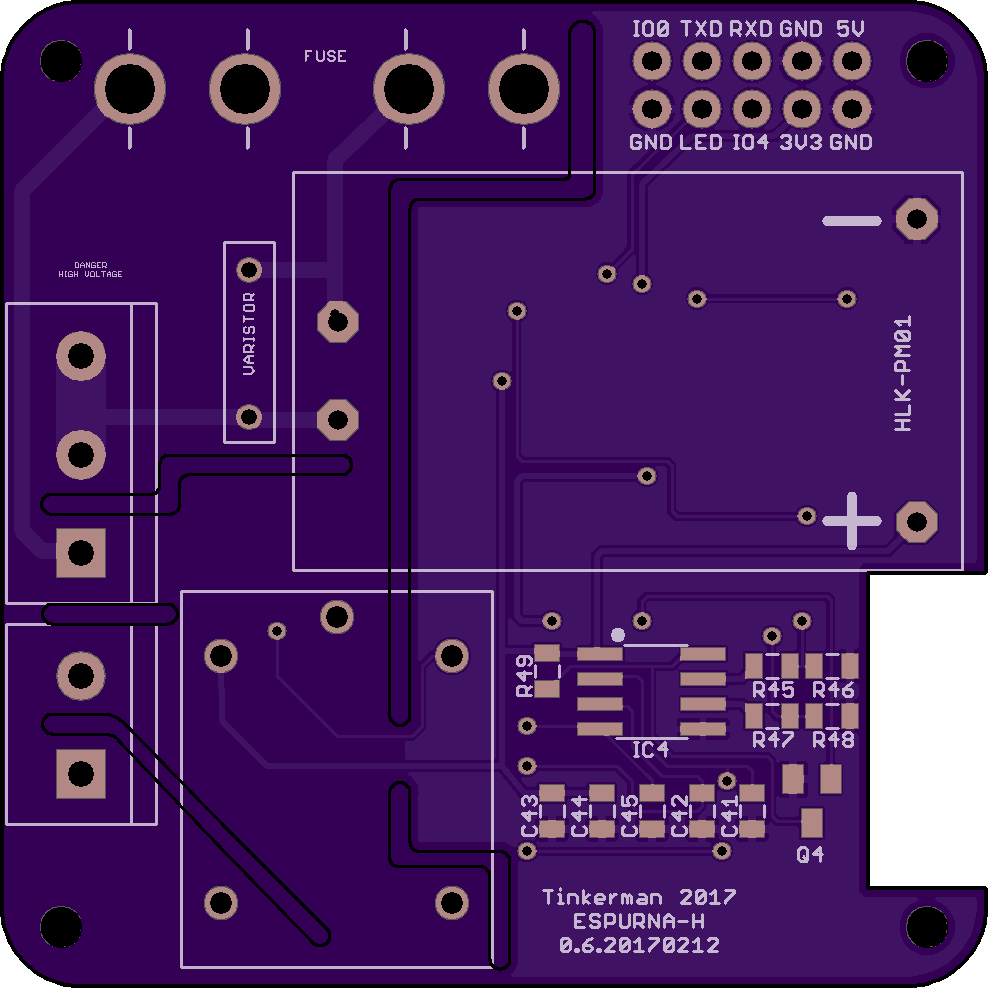 IO0 TXD RXD GND 5V
FUSE
GND LED IO4 3V3 GND
DANGER
HIGH VOLTAGE
VARISTOR
HLK-PM01
R49
R45 R46
R47 R48
IC4
C43 C44 C45 C42 C41
Q4
Tinkerman 2017
ESPURNA-H
0.6.20170212